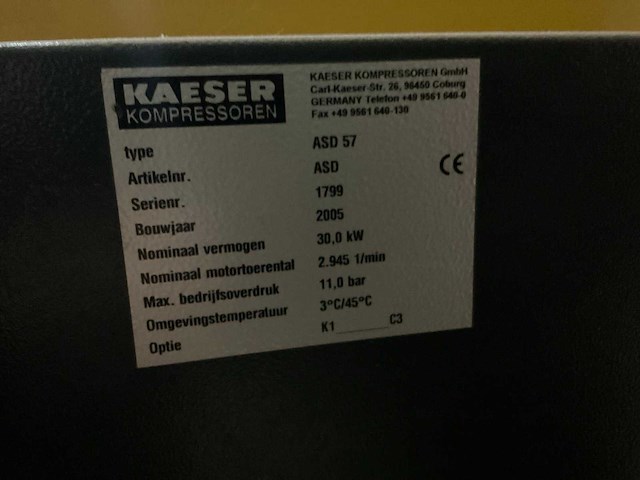 KAESER
KOMPRESSOREN
KAESER KOMPRESSOREN GmbH
Carl-Kaeser-Str. 26, 96450 Coburg
GERMANY Telefon +49 9561 640-0
Fax +49 9561 640-130
type ASD 57
Artikelnr. ASD
CE
Serienr. 1799
Bouwjaar 2005
Nominaal vermogen 30,0 kW
Nominaal motortoerental 2.945 1/min
Max. bedrijfsoverdruk 11,0 bar
Omgevingstemperatuur 3°C/45°C
Optie K1________C3